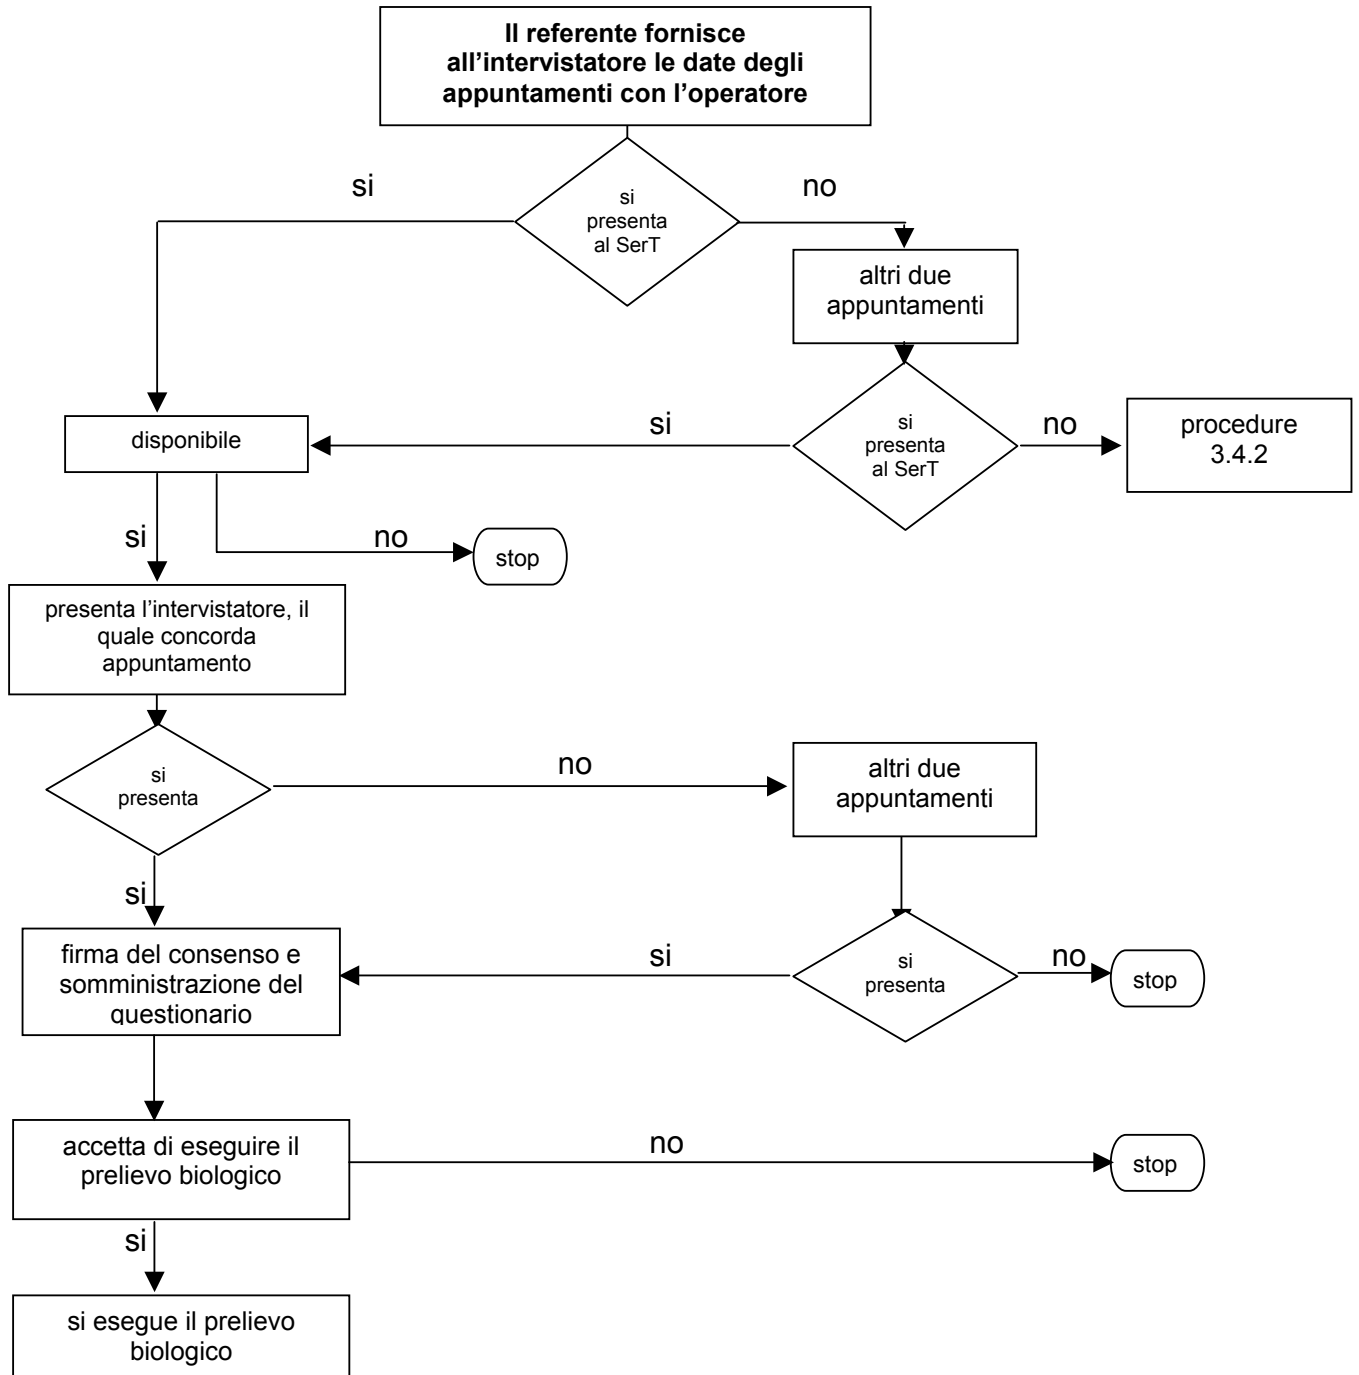 Il referente fornisce
all’intervistatore le date degli
appuntamenti con l’operatore
si
no
si
presenta
al SerT
altri due
appuntamenti
disponibile
si
si
presenta
al SerT
no
procedure
3.4.2
si
no
stop
presenta l’intervistatore, il
quale concorda
appuntamento
si
presenta
no
altri due
appuntamenti
si
firma del consenso e
somministrazione del
questionario
si
si
presenta
no
stop
accetta di eseguire il
prelievo biologico
no
stop
si
si esegue il prelievo
biologico